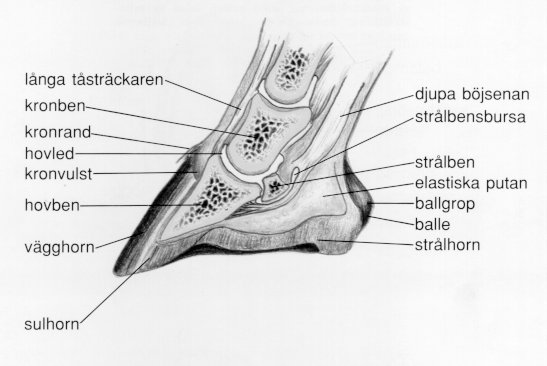 långa tåsträckaren
kronben
kronrand
hovled
kronvulst
hovben
vägghorn
sulhorn
djupa böjsenan
strålbensbursa
strålben
elastiska putan
ballgrop
balle
strålhorn